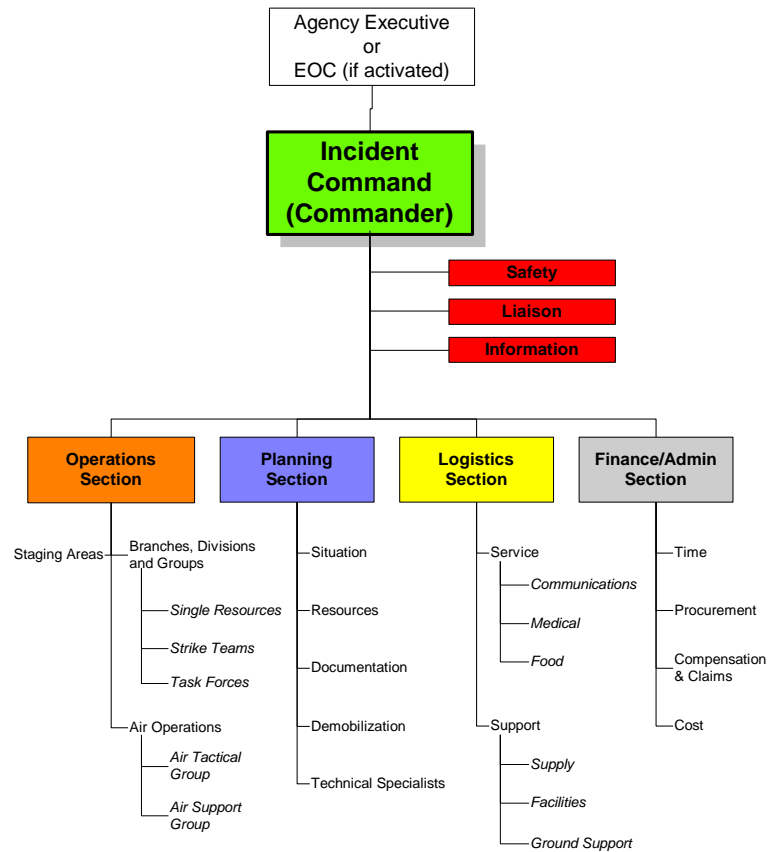 Agency Executive
or
EOC (if activated)
Incident
Command
(Commander)
Safety
Liaison
Information
Operations
Section
Planning
Section
Logistics
Section
Finance/Admin
Section
Staging Areas
Branches, Divisions
and Groups
Single Resources
Strike Teams
Task Forces
Air Operations
Air Tactical
Group
Air Support
Group
Situation
Resources
Documentation
Demobilization
Technical Specialists
Service
Communications
Medical
Food
Support
Supply
Facilities
Ground Support
Time
Procurement
Compensation
& Claims
Cost